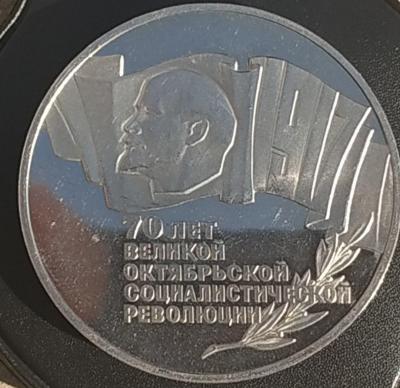 1917
70 ЛЕТ
ВЕЛИКОЙ
ОКТЯБРЬСКОЙ
СОЦИАЛИСТИЧЕСКОЙ
РЕВОЛЮЦИИ